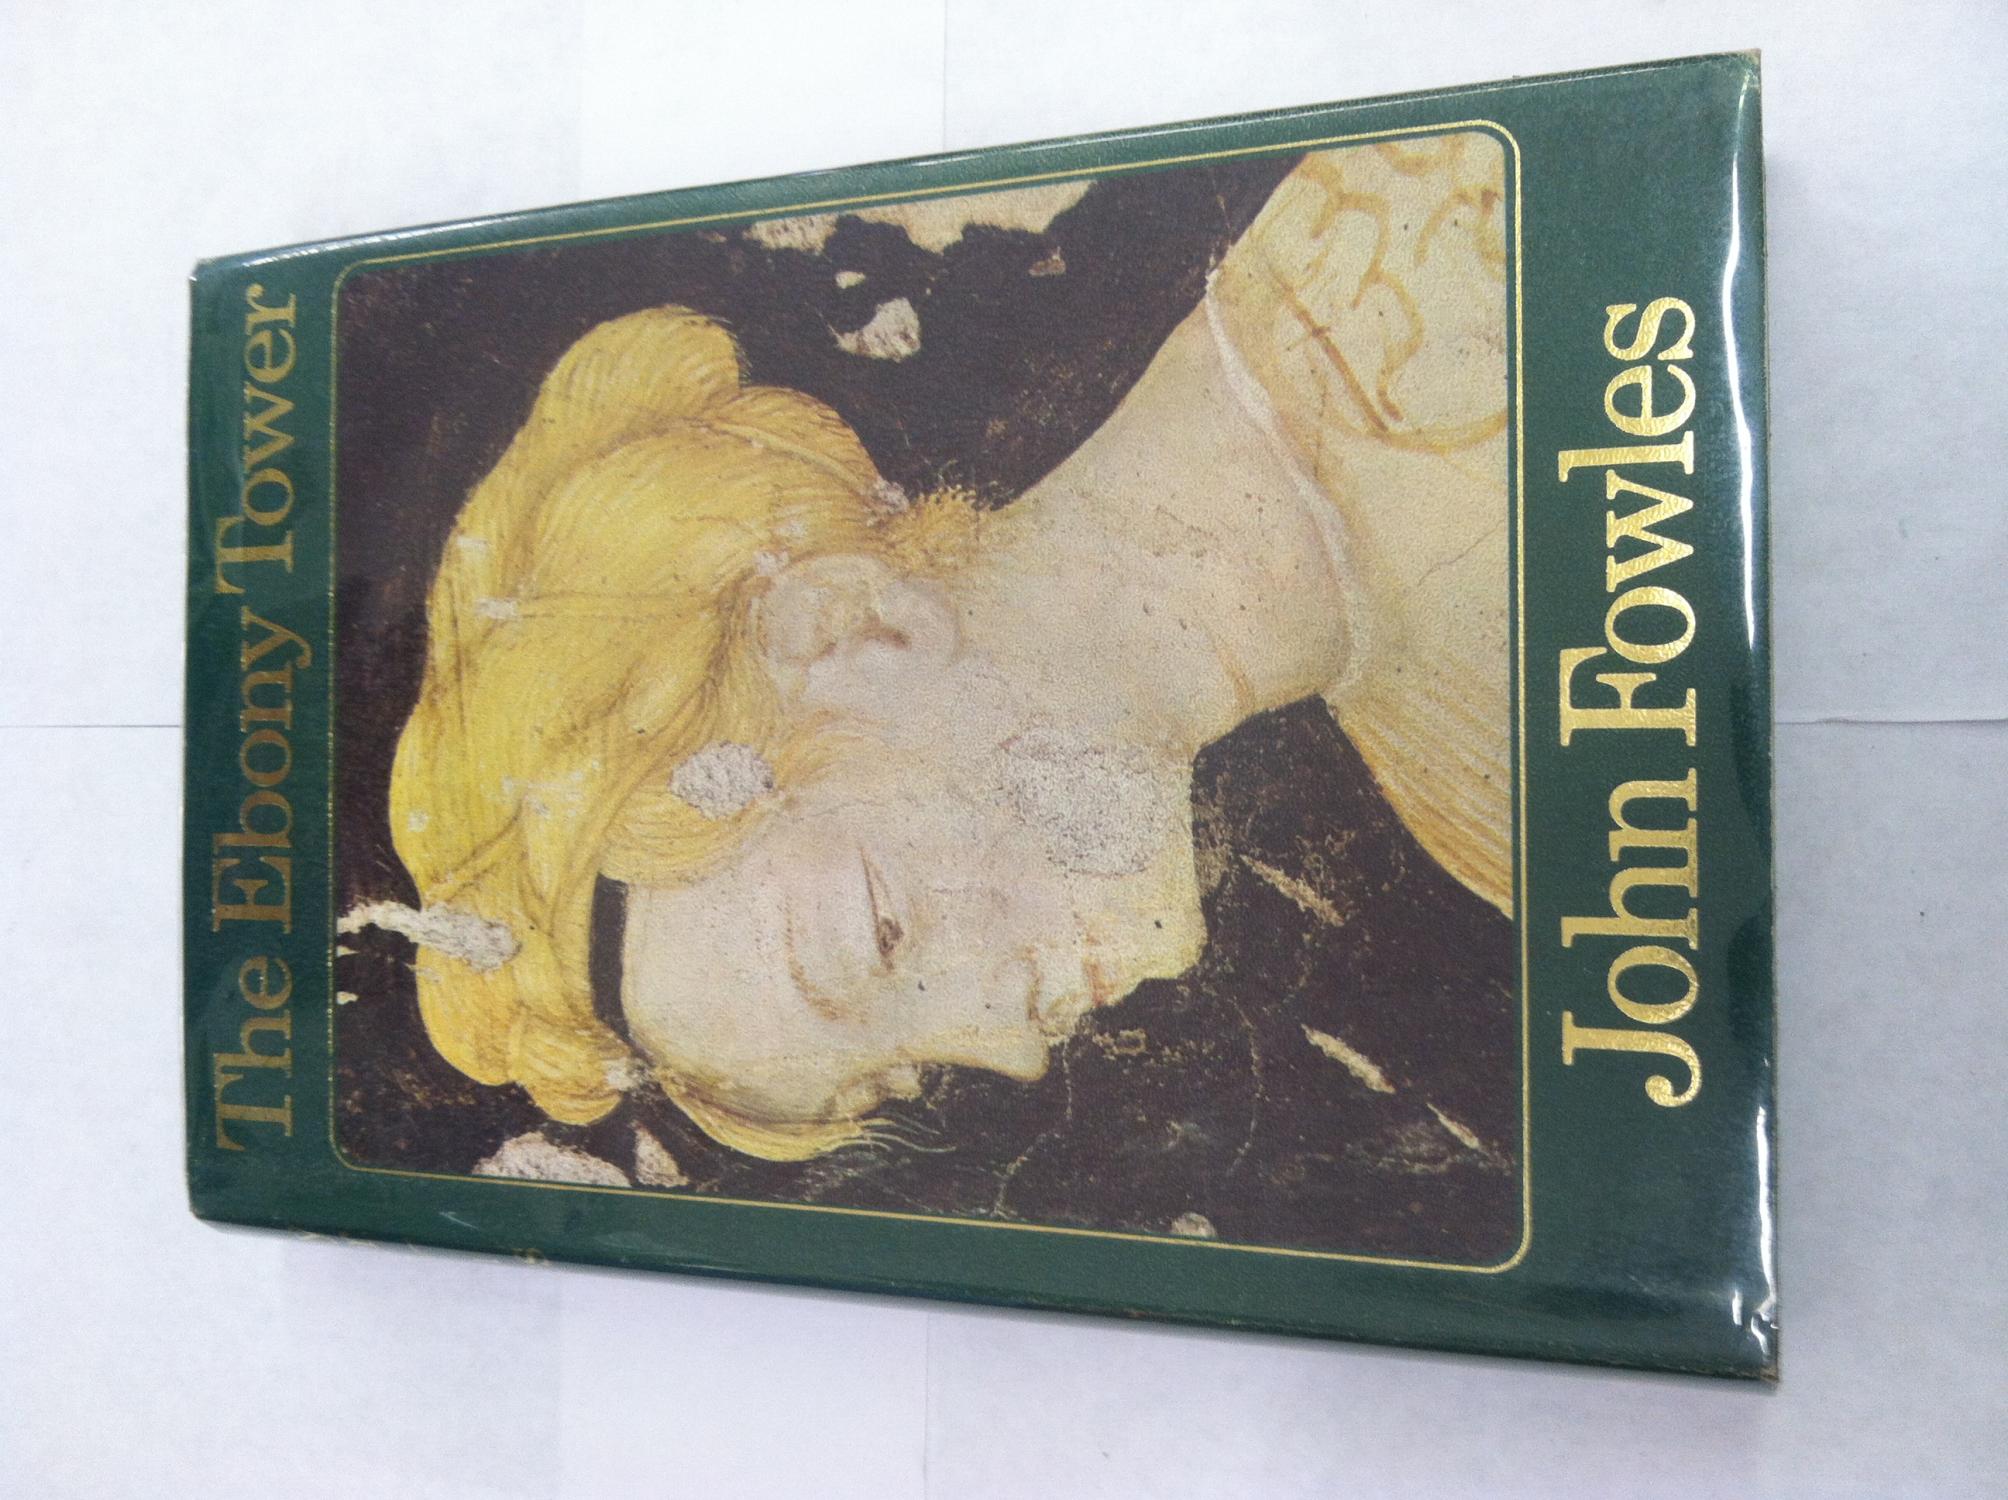 The Ebony Tower
John Fowles